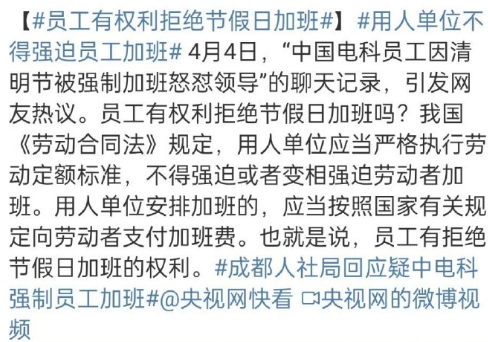 【#员工有权利拒绝节假日加班#】#用人单位不
得强迫员工加班# 4月4日，“中国电科员工因清
明节被强制加班怒怼领导”的聊天记录，引发网
友热议。员工有权利拒绝节假日加班吗？我国
《劳动合同法》规定，用人单位应当严格执行劳
动定额标准，不得强迫或者变相强迫劳动者加
班。用人单位安排加班的，应当按照国家有关规
定向劳动者支付加班费。也就是说，员工有拒绝
节假日加班的权利。#成都人社局回应疑中电科
强制员工加班#@央视网快看 央视网的微博视
频